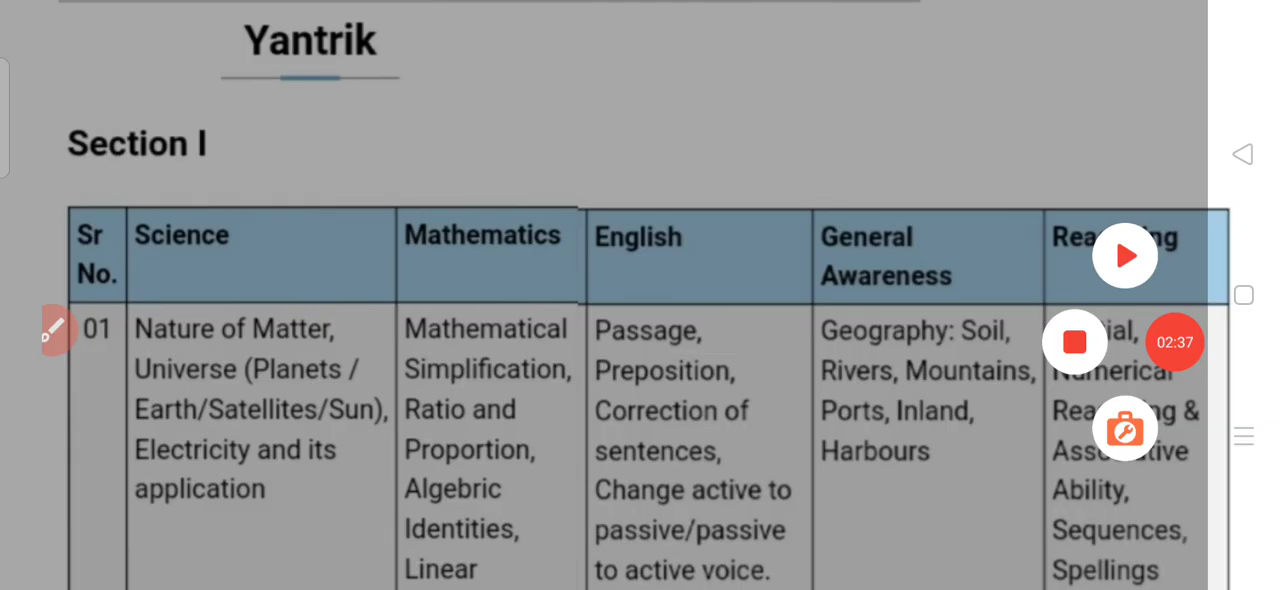 Yantrik
Section I
Sr
No.
Science
Mathematics
English
General
Awareness
01
Nature of Matter,
Universe (Planets /
Earth/Satellites/Sun),
Electricity and its
application
Mathematical
Simplification,
Ratio and
Proportion,
Algebric
Identities,
Linear
Passage,
Preposition,
Correction of
sentences,
Change active to
passive/passive
to active voice.
Geography: Soil,
Rivers, Mountains,
Ports, Inland,
Harbours
Numerical
&
Ability,
Sequences,
Spellings
02:37